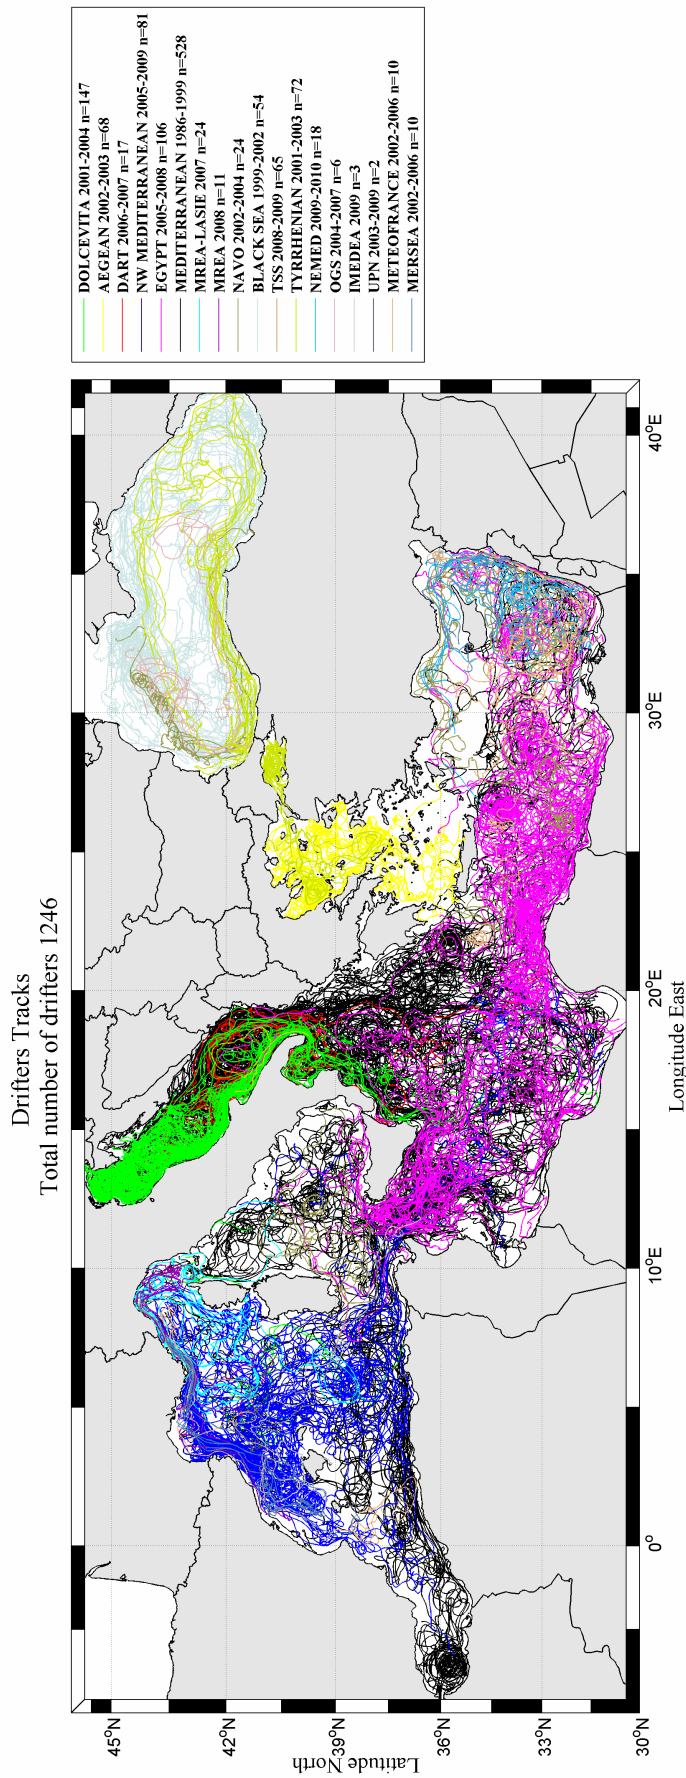 Drifters Tracks
Total number of drifters 1246
DOLCEVITA 2001-2004 n=147
AEGEAN 2002-2003 n=68
DART 2006-2007 n=17
NW MEDITERRANEAN 2005-2009 n=81
EGYPT 2005-2008 n=106
MEDITERRANEAN 1986-1999 n=528
MREA-LASIE 2007 n=24
MREA 2008 n=11
NAVO 2002-2004 n=24
BLACK SEA 1999-2002 n=54
TSS 2008-2009 n=65
TYRRHENIAN 2001-2003 n=72
NEMED 2009-2010 n=18
OGS 2004-2007 n=6
IMEDEA 2009 n=3
UPN 2003-2009 n=2
METEOFRANCE 2002-2006 n=10
MERSEA 2002-2006 n=10
45°N
42°N
39°N
36°N
33°N
30°N
Latitude North
0°
10°E
20°E
30°E
40°E
Longitude East